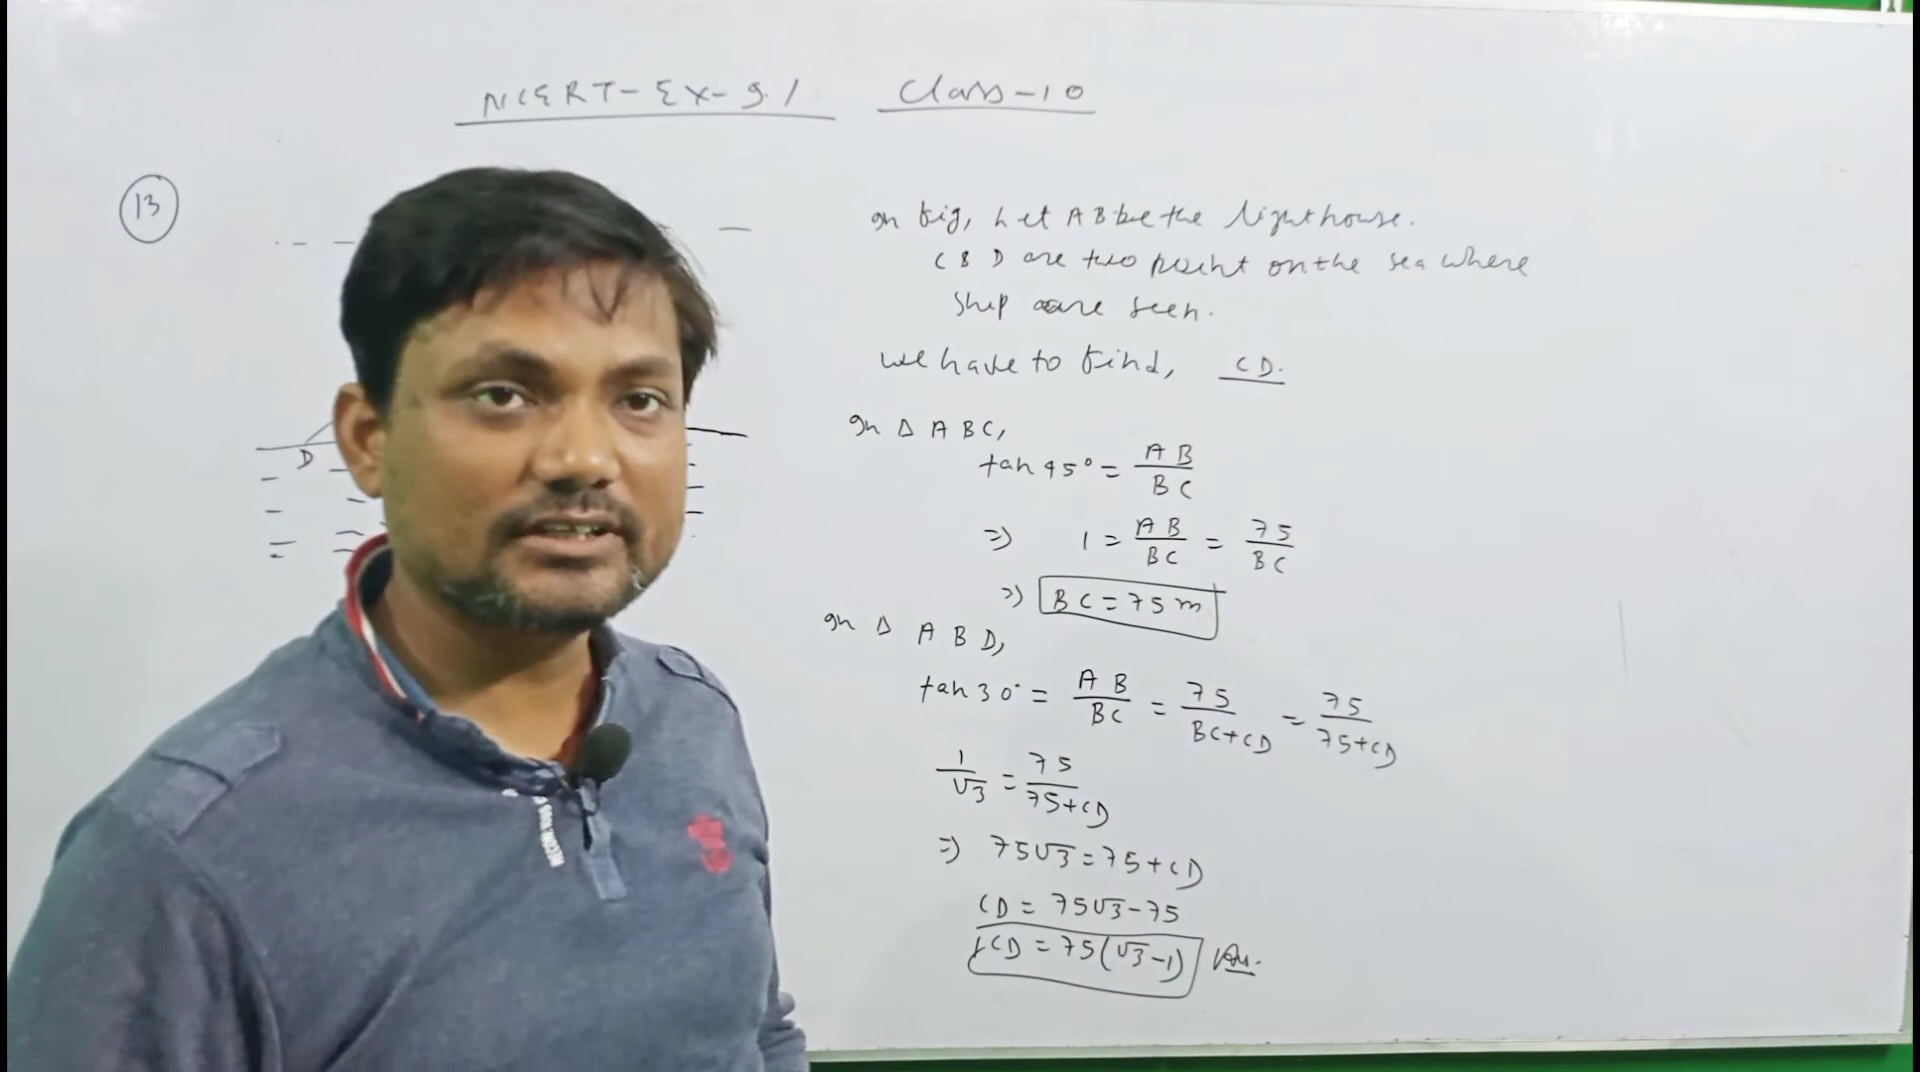 NCERT-Ex-9.1 Class-10
13
In fig, Let AB be the lighthouse.
C & D are two point on the sea where
ship are seen.
we have to find, CD.
In Δ ABC,
tan 45° = AB/BC
=> 1 = AB/BC = 75/BC
=> BC = 75 m
In Δ ABD,
tan 30° = AB/BC = 75/BC+CD = 75/75+CD
1/√3 = 75/75+CD
=> 75√3 = 75+CD
CD = 75√3-75
CD = 75(√3-1) Ans.
D